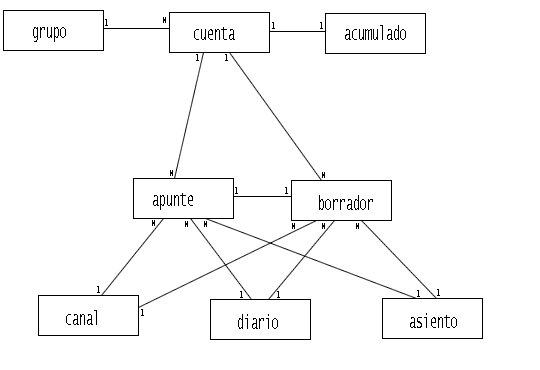 grupo 1 N cuenta 1 1 acumulado
1 1
N N
apunte 1 1 borrador
N N N N N N
1 1 1 1 1 1
canal diario asiento